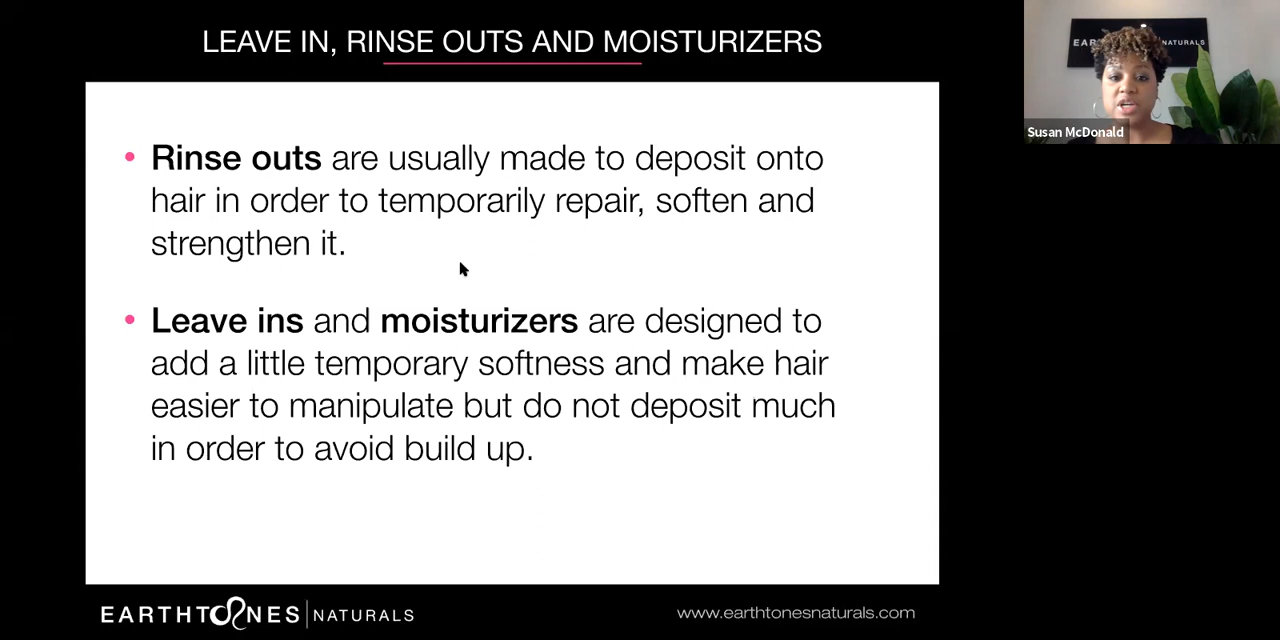 LEAVE IN, RINSE OUTS AND MOISTURIZERS
• Rinse outs are usually made to deposit onto
hair in order to temporarily repair, soften and
strengthen it.
• Leave ins and moisturizers are designed to
add a little temporary softness and make hair
easier to manipulate but do not deposit much
in order to avoid build up.
EARTHTONES NATURALS
www.earthtonesnaturals.com
NATURALS
Susan McDonald